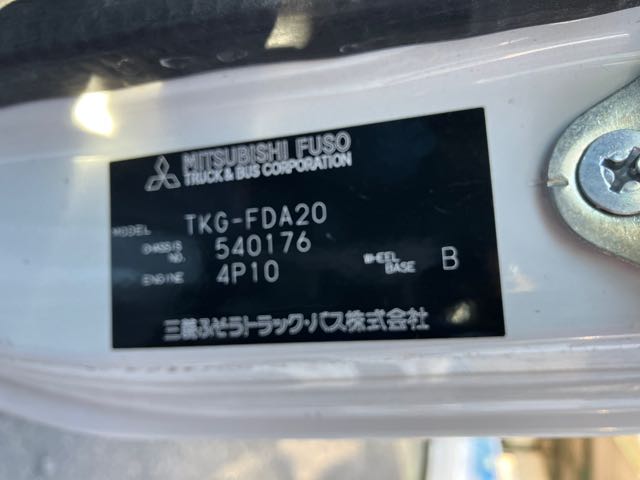 MITSUBISHI FUSO
TRUCK & BUS CORPORATION
MODEL TKG-FDA20
CHASSIS NO. 540176
ENGINE 4P10 WHEEL BASE B
三菱ふそうトラック・バス株式会社